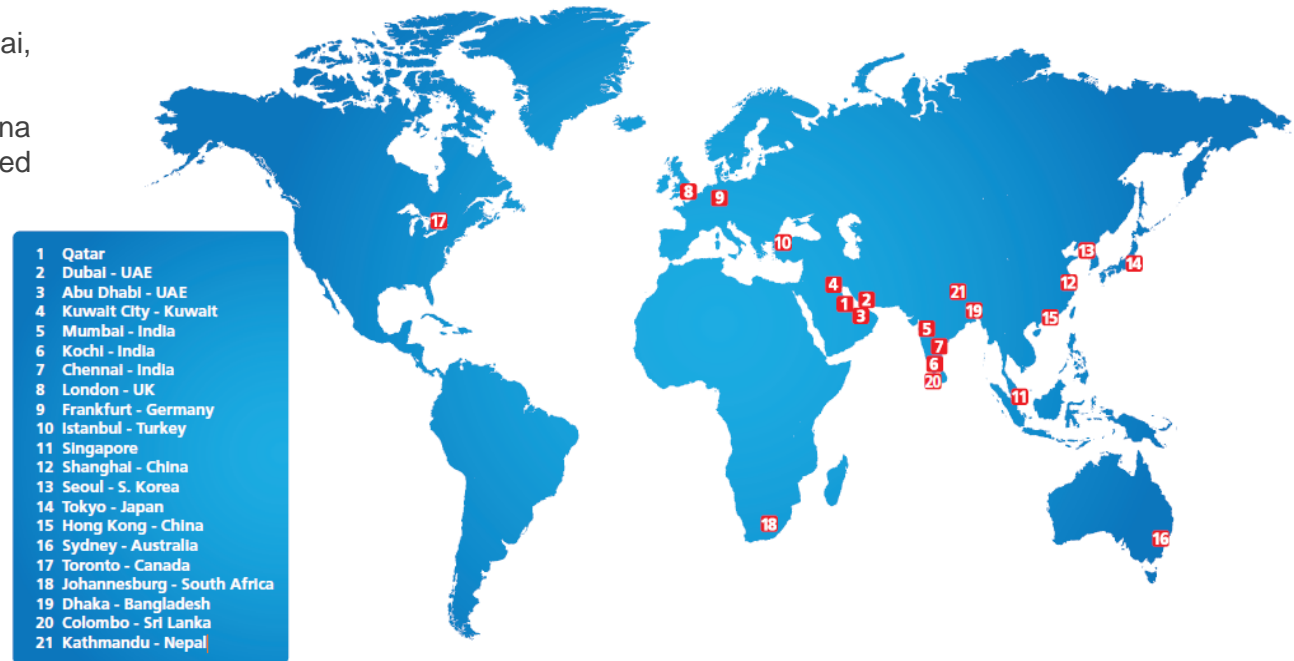 ai,
na
ed
1 Qatar
2 Dubai - UAE
3 Abu Dhabi - UAE
4 Kuwait City - Kuwait
5 Mumbai - India
6 Kochi - India
7 Chennai - India
8 London - UK
9 Frankfurt - Germany
10 Istanbul - Turkey
11 Singapore
12 Shanghai - China
13 Seoul - S. Korea
14 Tokyo - Japan
15 Hong Kong - China
16 Sydney - Australia
17 Toronto - Canada
18 Johannesburg - South Africa
19 Dhaka - Bangladesh
20 Colombo - Sri Lanka
21 Kathmandu - Nepal
8
9
17
10
13
14
4
12
21
2
1
19
3
15
5
7
6
20
11
18
16